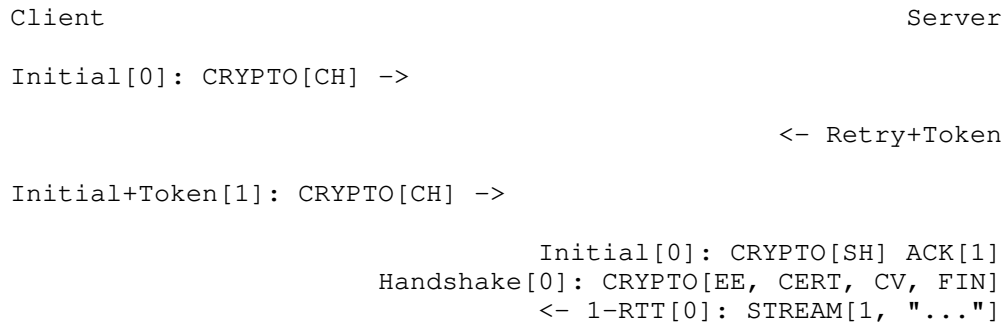 Client Server
Initial[0]: CRYPTO[CH] ->
<- Retry+Token
Initial+Token[1]: CRYPTO[CH] ->
Initial[0]: CRYPTO[SH] ACK[1]
Handshake[0]: CRYPTO[EE, CERT, CV, FIN]
<- 1-RTT[0]: STREAM[1, "..."]